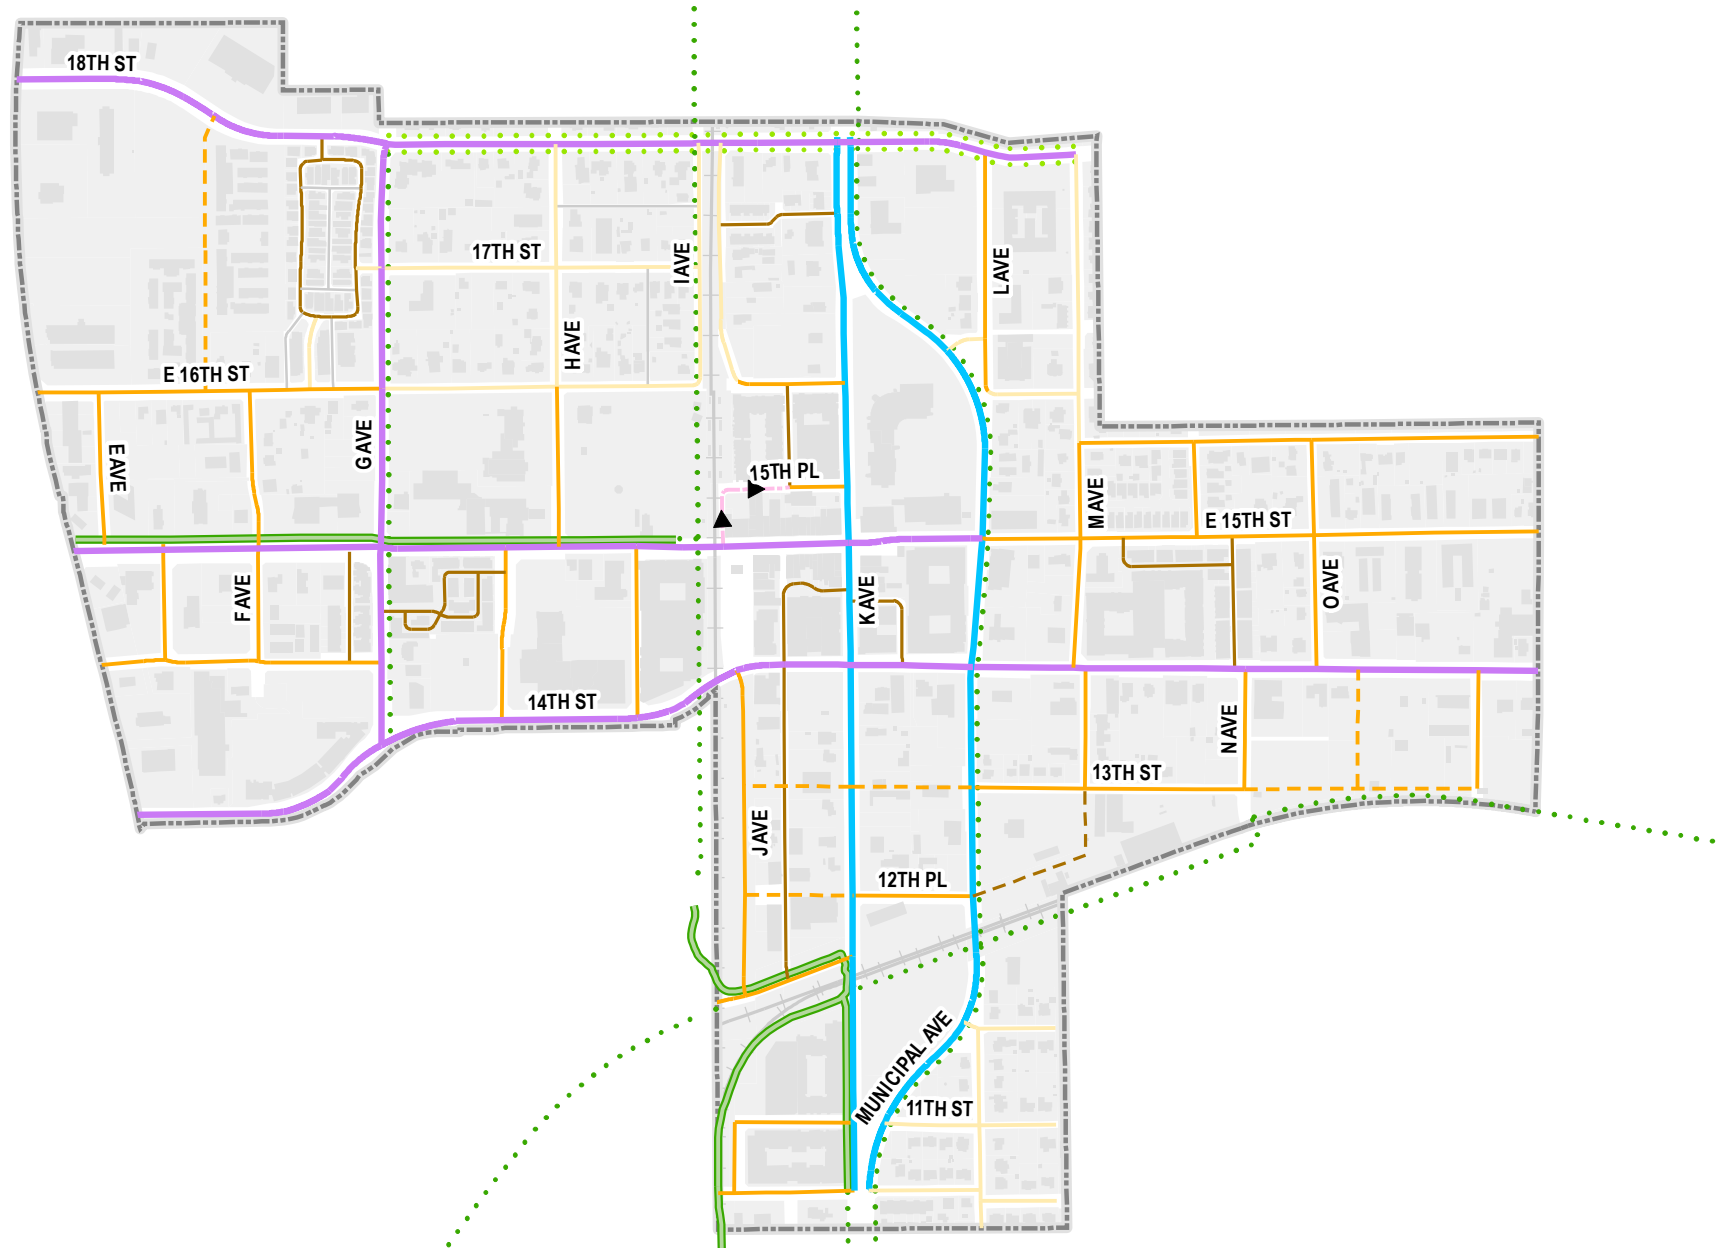 18TH ST
17TH ST
I AVE
L AVE
H AVE
E 16TH ST
G AVE
E AVE
15TH PL
M AVE
E 15TH ST
F AVE
K AVE
O AVE
14TH ST
N AVE
13TH ST
J AVE
12TH PL
MUNICIPAL AVE
11TH ST